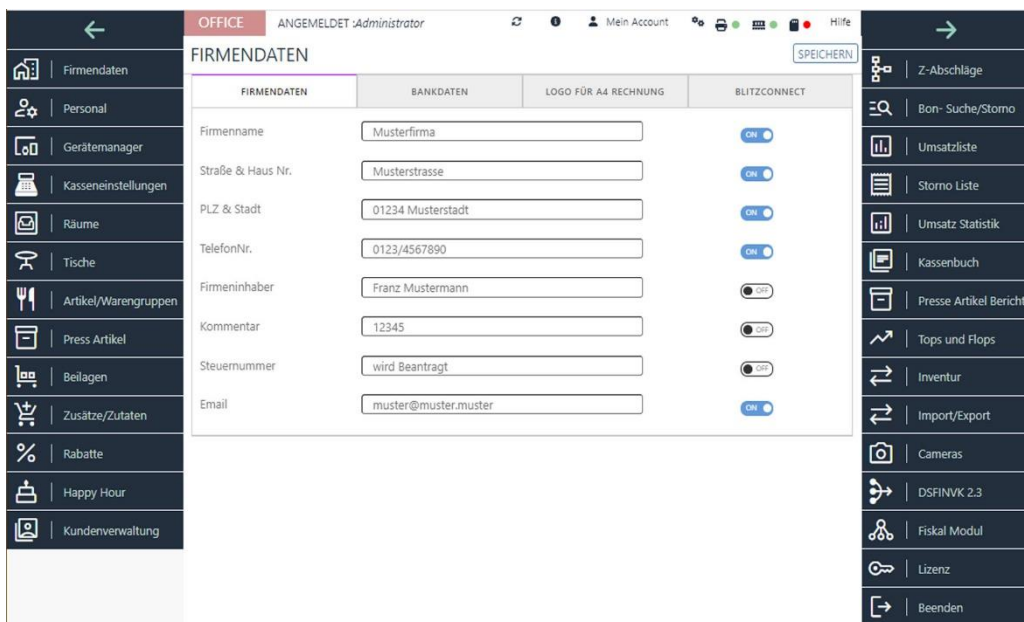 OFFICE ANGEMELDET :Administrator Mein Account Hilfe
FIRMENDATEN SPEICHERN
FIRMENDATEN BANKDATEN LOGO FÜR A4 RECHNUNG BLITZCONNECT
Firmenname Musterfirma ON
Straße & Haus Nr. Musterstrasse ON
PLZ & Stadt 01234 Musterstadt ON
TelefonNr. 0123/4567890 ON
Firmeninhaber Franz Mustermann OFF
Kommentar 12345 OFF
Steuernummer wird Beantragt OFF
Email muster@muster.muster ON
Firmendaten
Personal
Gerätemanager
Kasseneinstellungen
Räume
Tische
Artikel/Warengruppen
Press Artikel
Beilagen
Zusätze/Zutaten
Rabatte
Happy Hour
Kundenverwaltung
Z-Abschläge
Bon- Suche/Storno
Umsatzliste
Storno Liste
Umsatz Statistik
Kassenbuch
Presse Artikel Bericht
Tops und Flops
Inventur
Import/Export
Cameras
DSFINVK 2.3
Fiskal Modul
Lizenz
Beenden